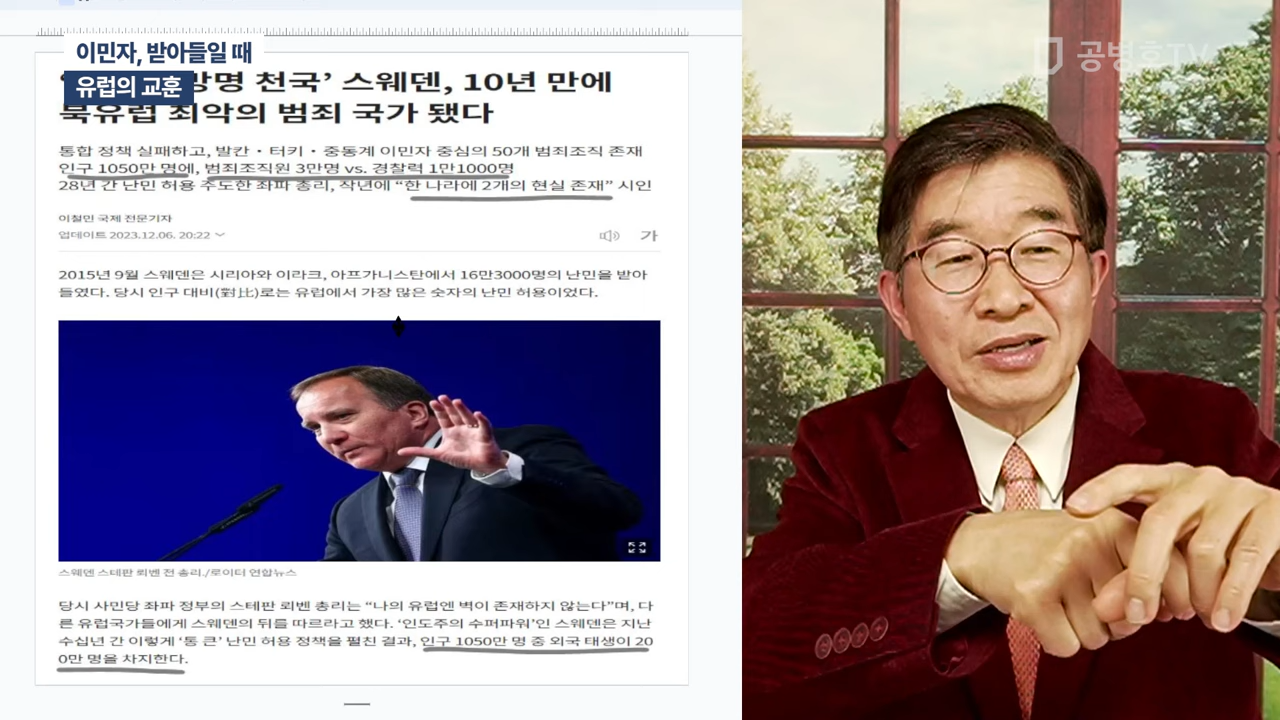 이민자, 받아들일 때
유럽의 교훈
천국’ 스웨덴, 10년 만에
북유럽 최악의 범죄 국가 됐다
통합 정책 실패하고, 발칸・터키・중동계 이민자 중심의 50개 범죄조직 존재
인구 1050만 명에, 범죄조직원 3만명 vs. 경찰력 1만1000명
28년 간 난민 허용 주도한 좌파 총리, 작년에 “한 나라에 2개의 현실 존재” 시인
이철민 국제 전문기자
업데이트 2023.12.06. 20:22
가
2015년 9월 스웨덴은 시리아와 이라크, 아프가니스탄에서 16만3000명의 난민을 받아
들였다. 당시 인구 대비(對比)로는 유럽에서 가장 많은 숫자의 난민 허용이었다.
스웨덴 스테판 뢰벤 전 총리./로이터 연합뉴스
당시 사민당 좌파 정부의 스테판 뢰벤 총리는 “나의 유럽엔 벽이 존재하지 않는다”며, 다
른 유럽국가들에게 스웨덴의 뒤를 따르라고 했다. ‘인도주의 수퍼파워’인 스웨덴은 지난
수십년 간 이렇게 ‘통 큰’ 난민 허용 정책을 펼친 결과, 인구 1050만 명 중 외국 태생이 20
0만 명을 차지한다.
공병호TV